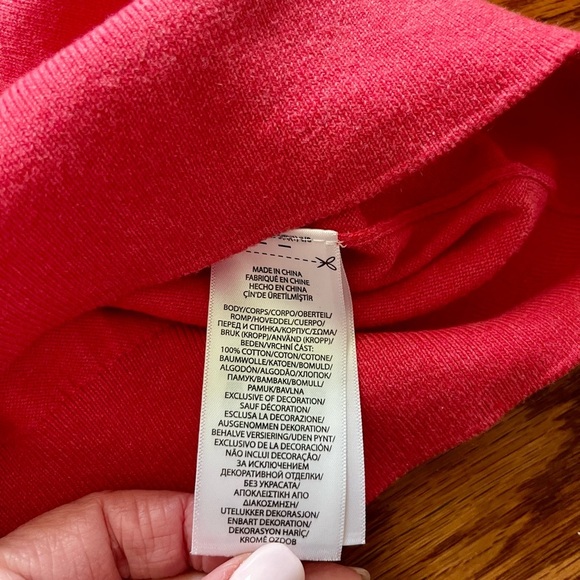 MADE IN CHINA
FABRIQUÉ EN CHINE
HECHO EN CHINA
ÇIN'DE ÜRETILMIŞTIR
BODY/CORPS/CORPO/OBERTEIL/
ROMP/HOVEDDEL/CUERPO/
ПЕРЕД И СПИНКА/КОРПУС/ΣΩΜΑ/
BRUK (KROPP)/ANVÄND (KROPP)/
BEDEN/VRCHNÍ ČÁST:
100% COTTON/COTON/COTONE/
BAUMWOLLE/KATOEN/BOMULD/
ALGODÓN/ALGODÃO/ХЛОПОК/
ПАМУК/ΒΑΜΒΑΚΙ/BOMULL/
PAMUK/BAVLNA
EXCLUSIVE OF DECORATION/
SAUF DÉCORATION/
ESCLUSA LA DECORAZIONE/
AUSGENOMMEN DEKORATION/
BEHALVE VERSIERING/UDEN PYNT/
EXCLUSIVO DE LA DECORACIÓN/
NÃO INCLUI DECORAÇÃO/
ЗА ИСКЛЮЧЕНИЕМ
ДЕКОРАТИВНОЙ ОТДЕЛКИ/
БЕЗ УКРАСАТА/
ΑΠΟΚΛΕΙΣΤΙΚΗ ΑΠΟ
ΔΙΑΚΟΣΜΗΣΗ/
UTELUKKER DEKORASJON/
ENBART DEKORATION/
DEKORASYON HARİÇ/
KROMĚ OZDOB